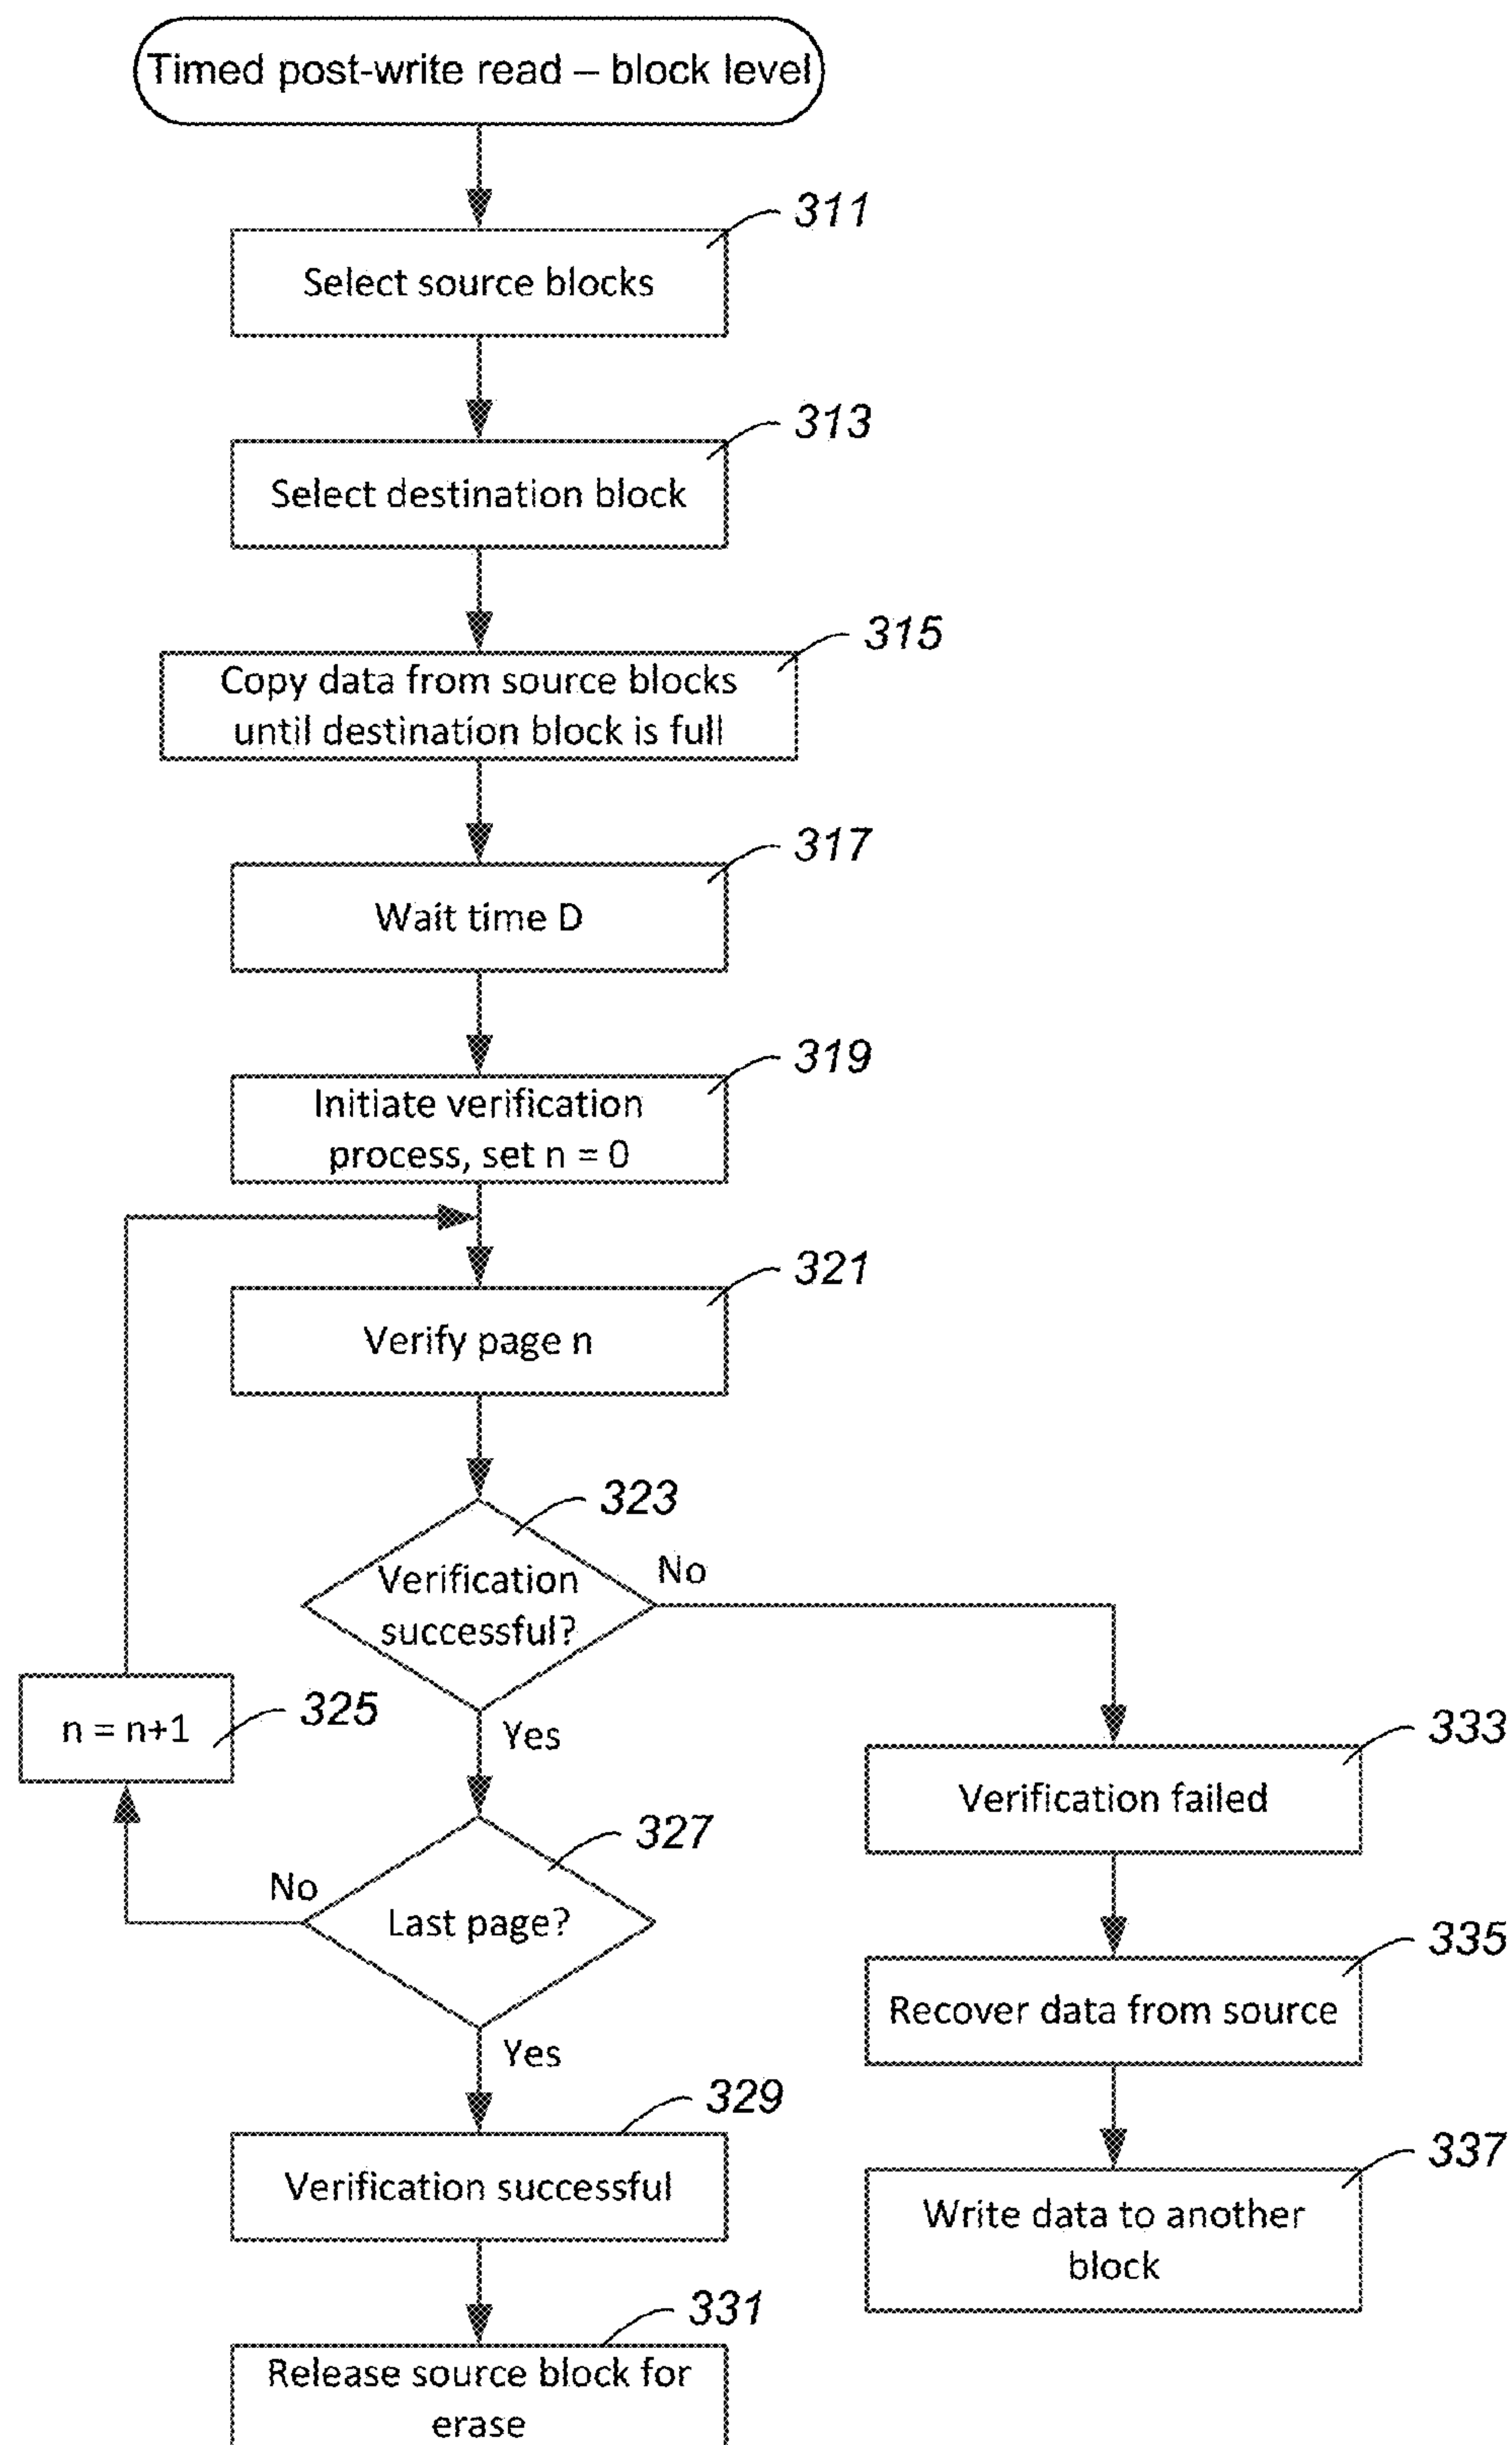 Timed post-write read – block level
311
Select source blocks
313
Select destination block
315
Copy data from source blocks
until destination block is full
317
Wait time D
319
Initiate verification
process, set n = 0
321
Verify page n
323
Verification
successful?
No
Yes
325
n = n+1
327
Last page?
No
Yes
329
Verification successful
331
Release source block for
erase
333
Verification failed
335
Recover data from source
337
Write data to another
block